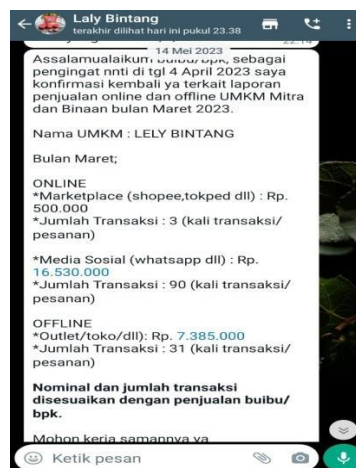 Laly Bintang
terakhir dilihat hari ini pukul 23.38
22.14
14 Mei 2023
Assalamualaikum buibu/bpk, sebagai
pengingat nnti di tgl 4 April 2023 saya
konfirmasi kembali ya terkait laporan
penjualan online dan offline UMKM Mitra
dan Binaan bulan Maret 2023.
Nama UMKM : LELY BINTANG
Bulan Maret;
ONLINE
*Marketplace (shopee,tokped dll) : Rp.
500.000
*Jumlah Transaksi : 3 (kali transaksi/
pesanan)
*Media Sosial (whatsapp dll) : Rp.
16.530.000
*Jumlah Transaksi : 90 (kali transaksi/
pesanan)
OFFLINE
*Outlet/toko/dll): Rp. 7.385.000
*Jumlah Transaksi : 31 (kali transaksi/
pesanan)
Nominal dan jumlah transaksi
disesuaikan dengan penjualan buibu/
bpk.
Mohon kerja samannya ya
Ketik pesan